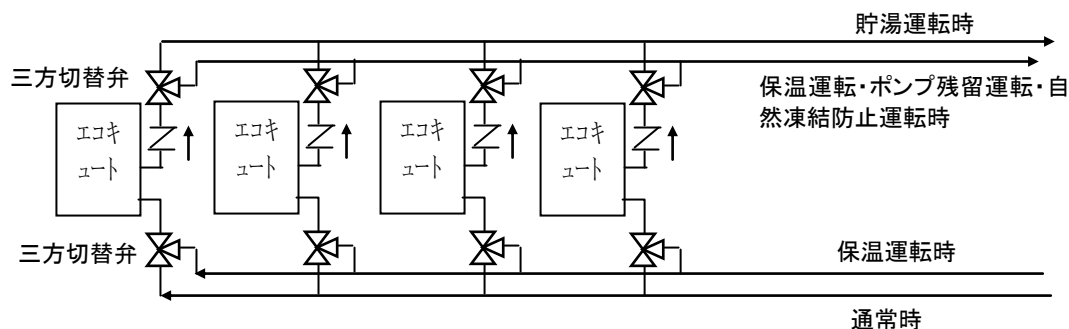 貯湯運転時
三方切替弁
保温運転・ポンプ残留運転・自
然凍結防止運転時
エコキ
ュート
エコキ
ュート
エコキ
ュート
エコキ
ュート
三方切替弁
保温運転時
通常時